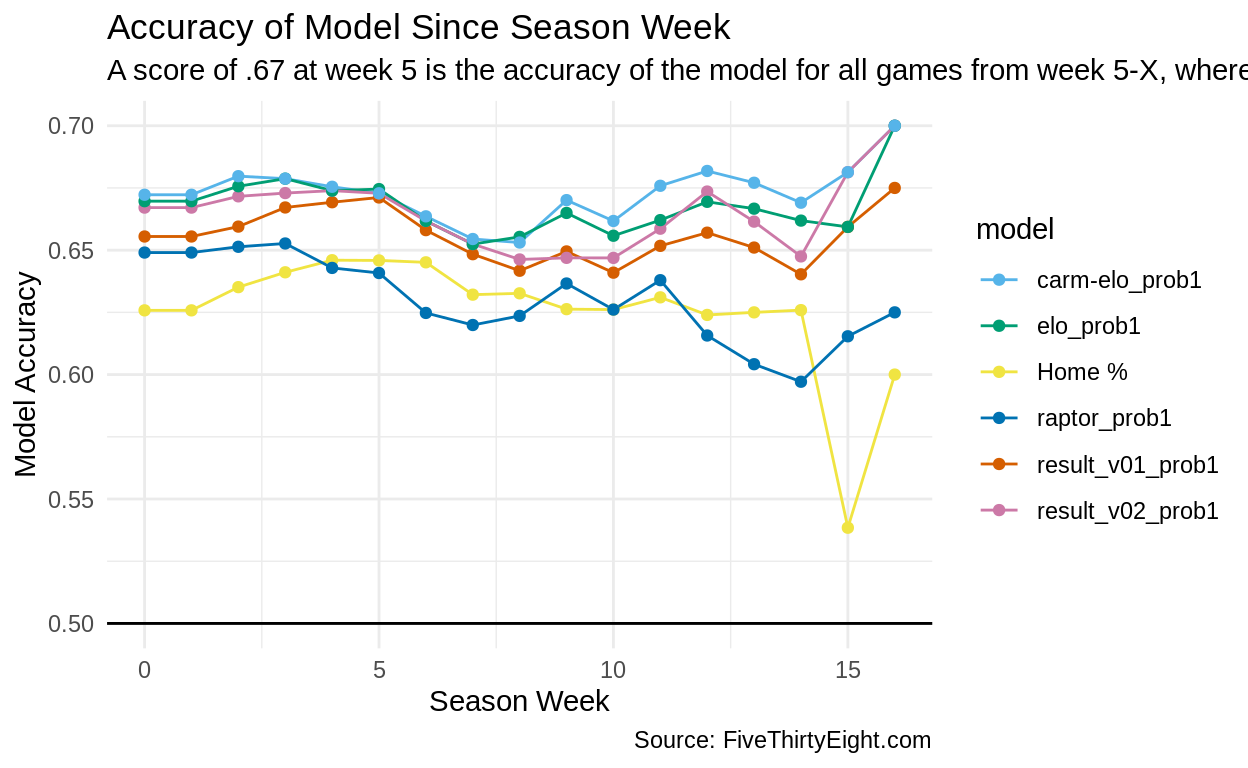 Accuracy of Model Since Season Week
A score of .67 at week 5 is the accuracy of the model for all games from week 5-X, where
Model Accuracy
0.70
0.65
0.60
0.55
0.50
0
5
10
15
Season Week
model
carm-elo_prob1
elo_prob1
Home %
raptor_prob1
result_v01_prob1
result_v02_prob1
Source: FiveThirtyEight.com